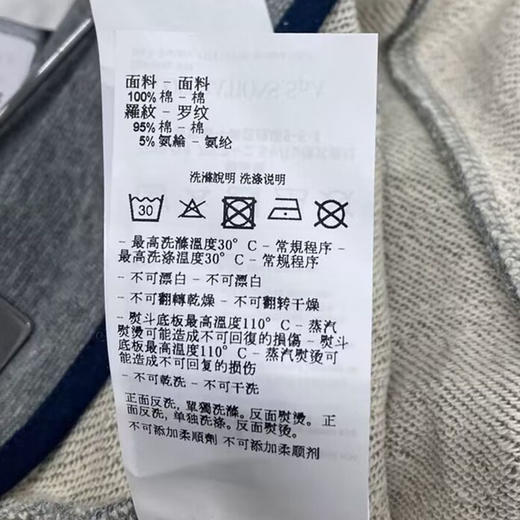 面料 - 面料
100% 棉 - 棉
羅紋 - 罗纹
95% 棉 - 棉
5% 氨綸 - 氨纶
洗滌說明 洗涤说明
30
- 最高洗滌溫度30° C - 常規程序 -
最高洗涤温度30° C - 常规程序
- 不可漂白 - 不可漂白
- 不可翻轉乾燥 - 不可翻转干燥
- 熨斗底板最高溫度110° C - 蒸汽
熨燙可能造成不可回復的損傷 - 熨斗
底板最高温度110° C - 蒸汽熨烫可
能造成不可回复的损伤
- 不可乾洗 - 不可干洗
正面反洗, 單獨洗滌。反面熨燙。 正
面反洗, 单独洗涤。反面熨烫。
不可添加柔順劑 不可添加柔顺剂